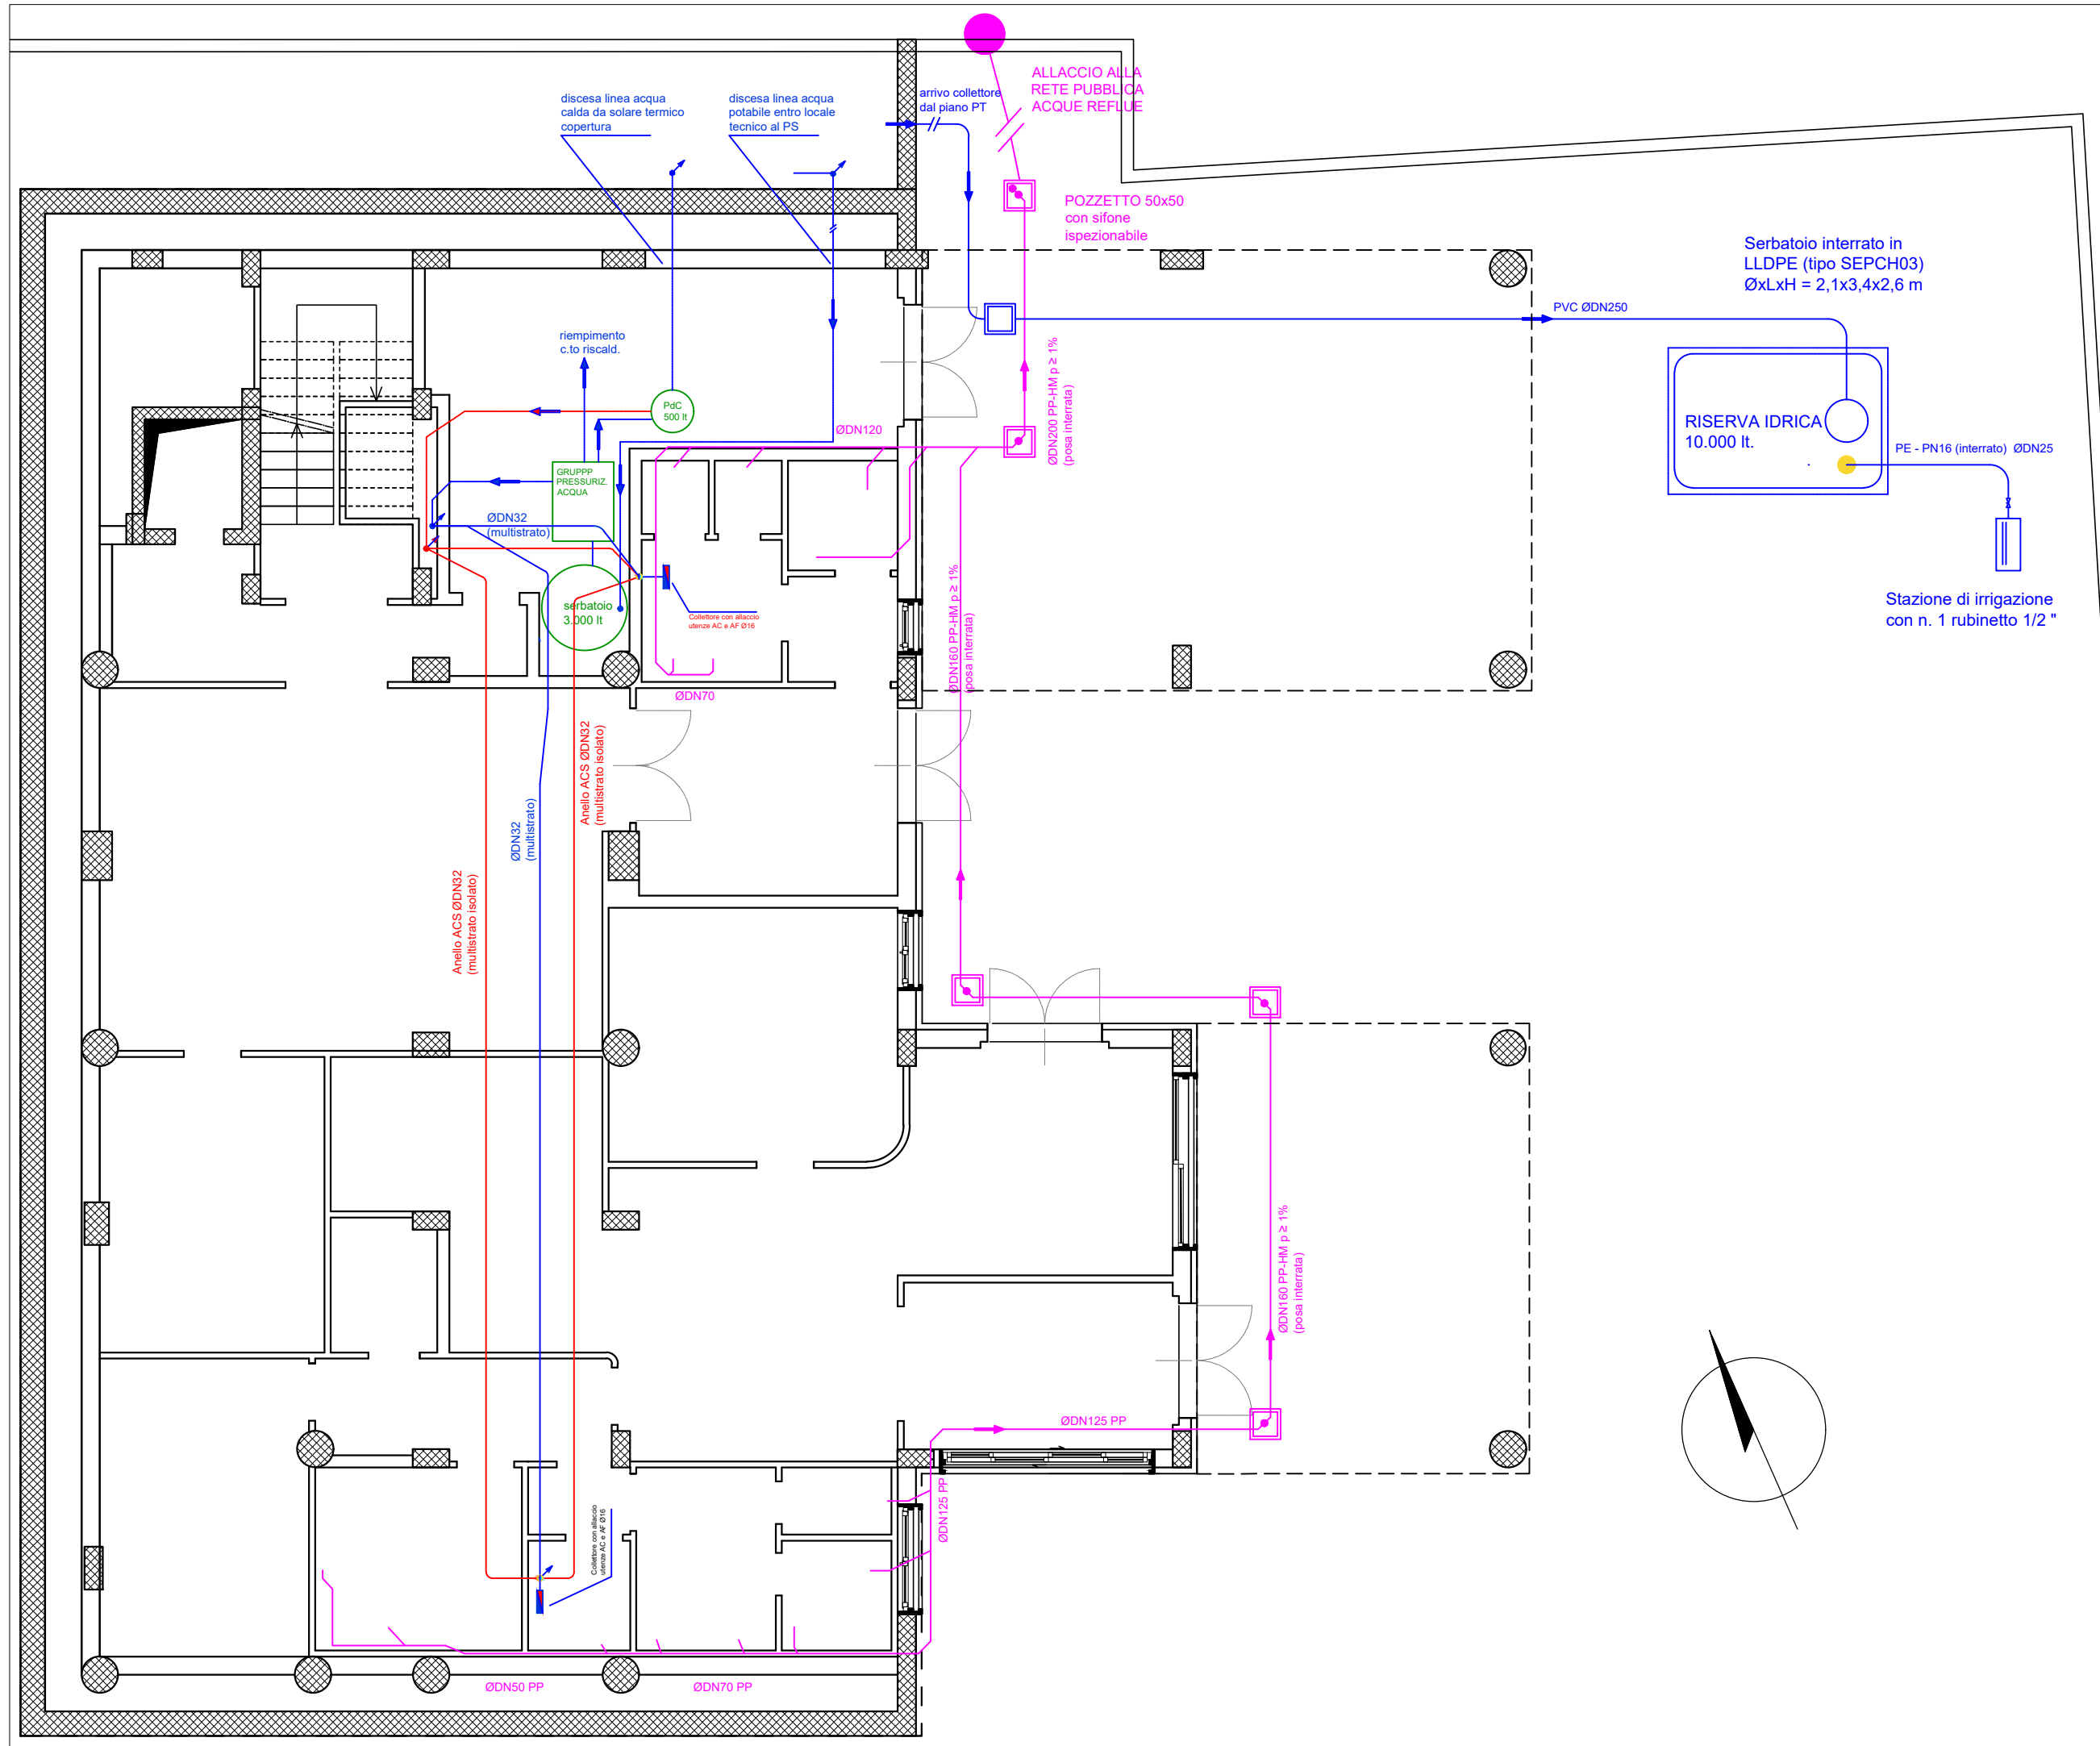 discesa linea acqua
calda da solare termico
copertura
discesa linea acqua
potabile entro locale
tecnico al PS
arrivo collettore
dal piano PT
ALLACCIO ALLA
RETE PUBBLICA
ACQUE REFLUE
POZZETTO 50x50
con sifone
ispezionabile
Serbatoio interrato in
LLDPE (tipo SEPCH03)
ØxLxH = 2,1x3,4x2,6 m
PVC ØDN250
riempimento
c.to riscald.
PdC
500 lt
ØDN120
ØDN200 PP-HM p ≥ 1%
(posa interrata)
RISERVA IDRICA
10.000 lt.
PE - PN16 (interrato) ØDN25
GRUPPP
PRESSURIZ.
ACQUA
ØDN32
(multistrato)
serbatoio
3.000 lt
Collettore con allaccio
utenze AC e AF Ø16
Stazione di irrigazione
con n. 1 rubinetto 1/2 "
ØDN160 PP-HM p ≥ 1%
(posa interrata)
ØDN70
Anello ACS ØDN32
(multistrato isolato)
ØDN32
(multistrato)
Anello ACS ØDN32
(multistrato isolato)
ØDN160 PP-HM p ≥ 1%
(posa interrata)
ØDN125 PP
ØDN125 PP
Collettore con allaccio
utenze AC e AF Ø16
ØDN50 PP
ØDN70 PP